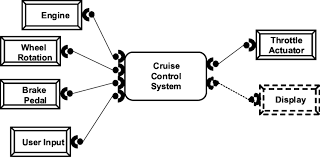 Engine
Wheel
Rotation
Brake
Pedal
User Input
Cruise
Control
System
Throttle
Actuator
Display